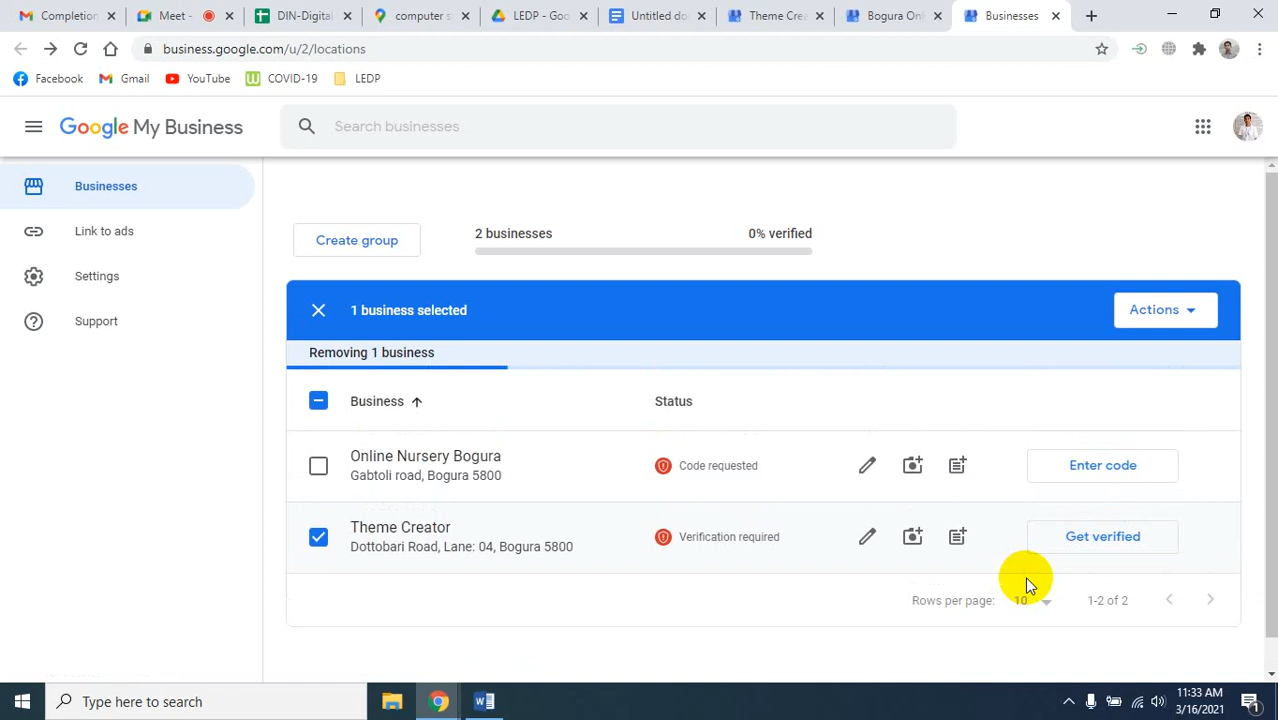 Completion
Meet -
DIN-Digital
computer s
LEDP - Goo
Untitled do
Theme Crea
Bogura Onl
Businesses
business.google.com/u/2/locations
Facebook
Gmail
YouTube
COVID-19
LEDP
Google My Business
Search businesses
Businesses
Link to ads
Settings
Support
Create group
2 businesses
0% verified
1 business selected
Actions
Removing 1 business
Business
Status
Online Nursery Bogura
Gabtoli road, Bogura 5800
Code requested
Enter code
Theme Creator
Dottobari Road, Lane: 04, Bogura 5800
Verification required
Get verified
Rows per page:
10
1-2 of 2
Type here to search
11:33 AM
3/16/2021
1